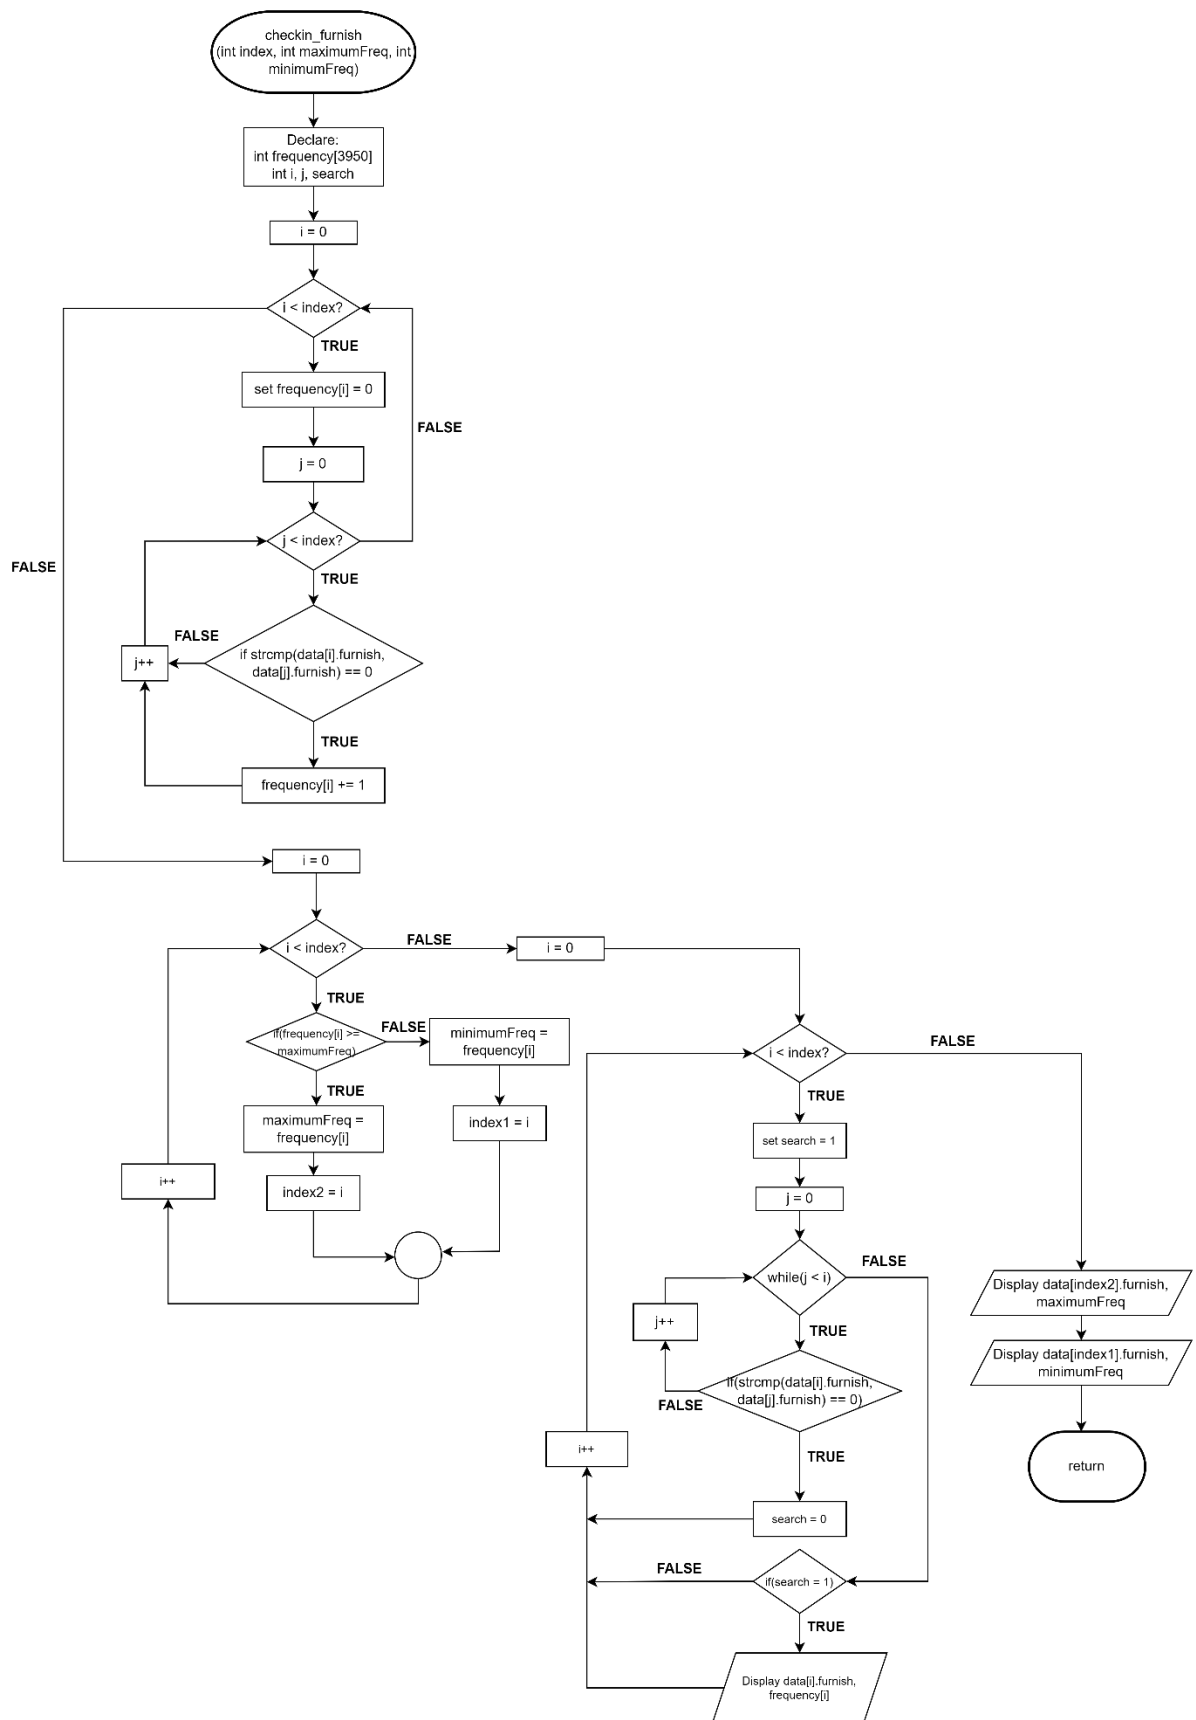 checkin_furnish
(int index, int maximumFreq, int
minimumFreq)
Declare:
int frequency[3950]
int i, j, search
i = 0
i < index?
TRUE
set frequency[i] = 0
FALSE
j = 0
j < index?
FALSE
TRUE
FALSE
j++
if strcmp(data[i].furnish,
data[j].furnish) == 0
TRUE
frequency[i] += 1
i = 0
i < index?
FALSE
i = 0
TRUE
if(frequency[i] >=
maximumFreq)
FALSE
minimumFreq =
frequency[i]
i < index?
FALSE
TRUE
TRUE
maximumFreq =
frequency[i]
index1 = i
set search = 1
i++
index2 = i
j = 0
while(j < i)
FALSE
Display data[index2].furnish,
maximumFreq
j++
TRUE
Display data[index1].furnish,
minimumFreq
if(strcmp(data[i].furnish,
data[j].furnish) == 0)
FALSE
i++
TRUE
return
search = 0
FALSE
if(search = 1)
TRUE
Display data[i].furnish,
frequency[i]